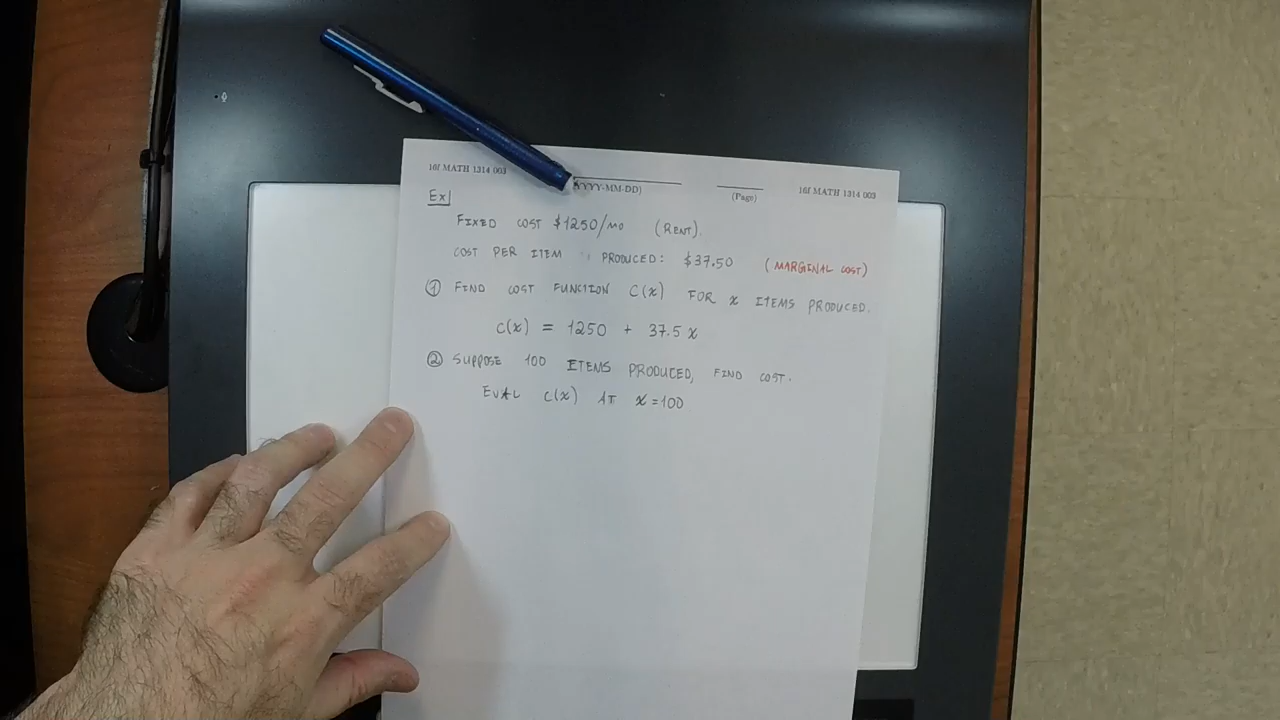 16f MATH 1314 003 (YYYY-MM-DD) (Page) 16f MATH 1314 003
Ex
FIXED COST $1250/MO (RENT).
COST PER ITEM PRODUCED: $37.50 (MARGINAL COST)
① FIND COST FUNCTION C(x) FOR x ITEMS PRODUCED.
C(x) = 1250 + 37.5 x
② SUPPOSE 100 ITEMS PRODUCED, FIND COST.
EVAL C(x) AT x=100